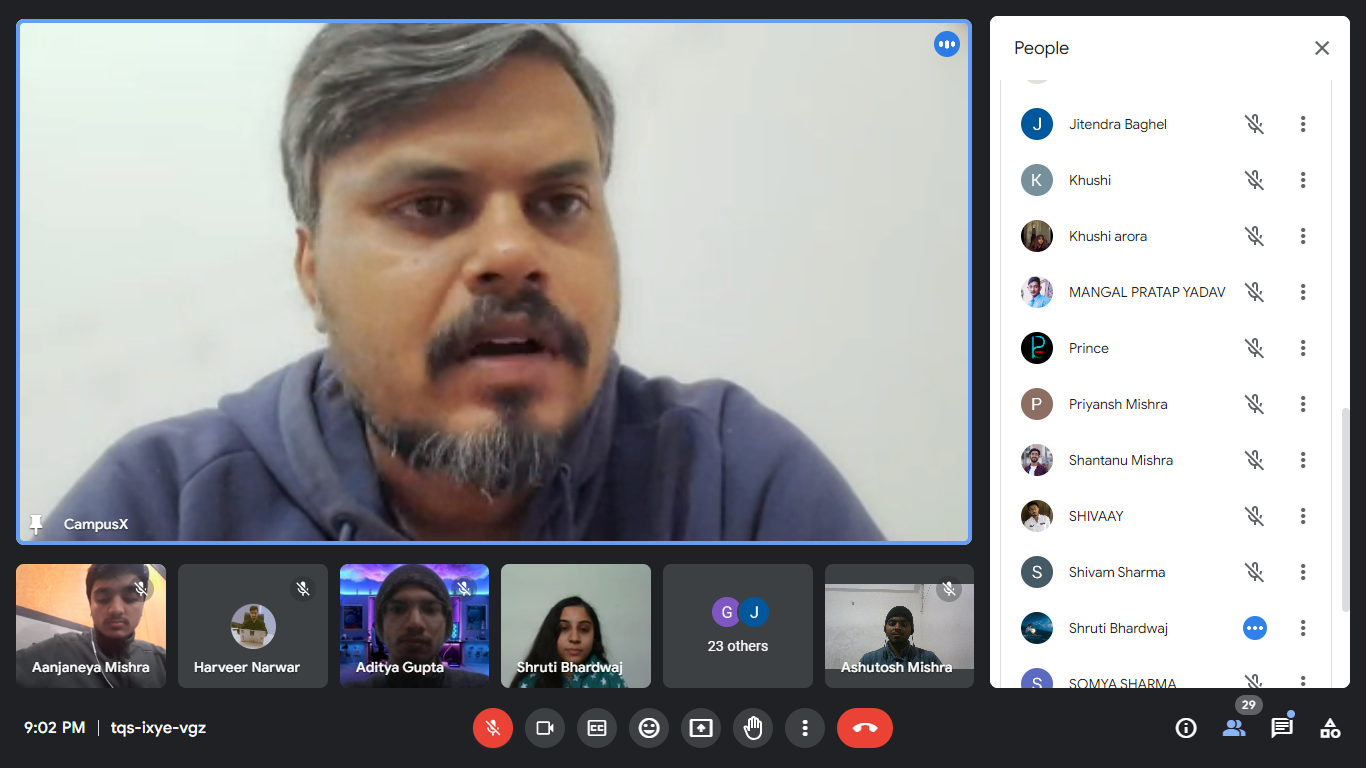 People
J Jitendra Baghel
K Khushi
Khushi arora
MANGAL PRATAP YADAV
Prince
P Priyansh Mishra
Shantanu Mishra
SHIVAAY
S Shivam Sharma
Shruti Bhardwaj
S SOMYA SHARMA
CampusX
Aanjaneya Mishra
Harveer Narwar
Aditya Gupta
Shruti Bhardwaj
G J
23 others
Ashutosh Mishra
9:02 PM | tqs-ixye-vgz
CC
29